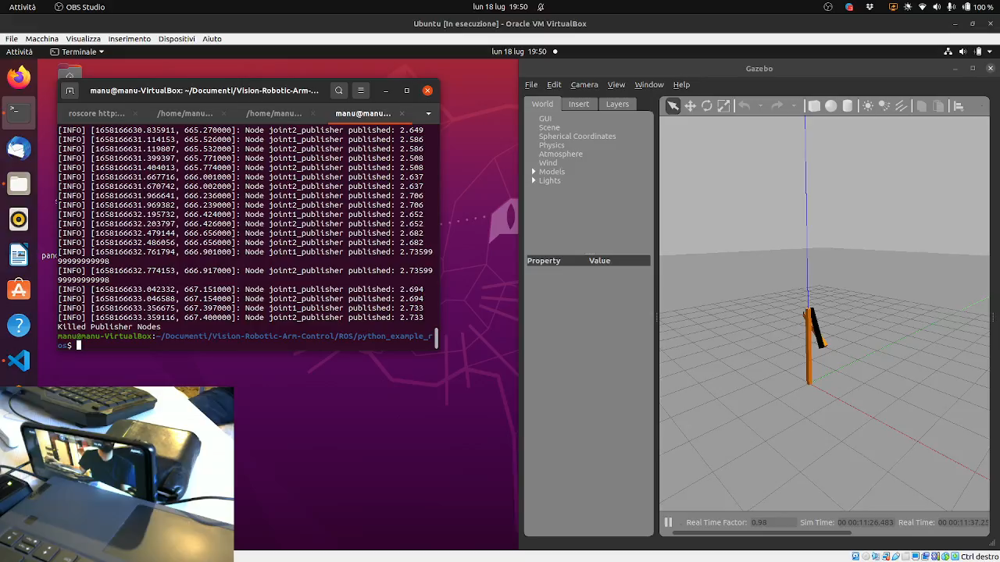 Attività
OBS Studio
lun 18 lug 19:50
100 %
Ubuntu [In esecuzione] - Oracle VM VirtualBox
File Macchina Visualizza Inserimento Dispositivi Aiuto
Attività
Terminale
lun 18 lug 19:50
manu@manu-VirtualBox: ~/Documenti/Vision-Robotic-Arm-...
roscore http:...
/home/manu...
/home/manu...
manu@manu...
[INFO] [1658166630.835911, 665.270000]: Node joint2_publisher published: 2.649
[INFO] [1658166631.114153, 665.531000]: Node joint1_publisher published: 2.586
[INFO] [1658166631.119807, 665.532000]: Node joint2_publisher published: 2.586
[INFO] [1658166631.399397, 665.771000]: Node joint1_publisher published: 2.508
[INFO] [1658166631.404013, 665.774000]: Node joint2_publisher published: 2.508
[INFO] [1658166631.667716, 666.001000]: Node joint1_publisher published: 2.637
[INFO] [1658166631.670742, 666.002000]: Node joint2_publisher published: 2.637
[INFO] [1658166631.966641, 666.236000]: Node joint1_publisher published: 2.706
[INFO] [1658166631.969382, 666.239000]: Node joint2_publisher published: 2.706
[INFO] [1658166632.195732, 666.424000]: Node joint1_publisher published: 2.652
[INFO] [1658166632.203797, 666.426000]: Node joint2_publisher published: 2.652
[INFO] [1658166632.479144, 666.656000]: Node joint1_publisher published: 2.682
[INFO] [1658166632.486056, 666.658000]: Node joint2_publisher published: 2.682
[INFO] [1658166632.761794, 666.901000]: Node joint1_publisher published: 2.73599
99999999998
[INFO] [1658166632.774153, 666.917000]: Node joint2_publisher published: 2.73599
99999999998
[INFO] [1658166633.042332, 667.151000]: Node joint1_publisher published: 2.694
[INFO] [1658166633.046588, 667.154000]: Node joint2_publisher published: 2.694
[INFO] [1658166633.356675, 667.397000]: Node joint1_publisher published: 2.733
[INFO] [1658166633.359116, 667.400000]: Node joint2_publisher published: 2.733
Killed Publisher Nodes
manu@manu-VirtualBox:~/Documenti/Vision-Robotic-Arm-Control/ROS/python_example_r
os$
Gazebo
File Edit Camera View Window Help
World Insert Layers
GUI
Scene
Spherical Coordinates
Physics
Atmosphere
Wind
Models
Lights
Property Value
Real Time Factor: 0.98 Sim Time: 00 00:11:26.483 Real Time: 00 00:11:37.25
Ctrl destro